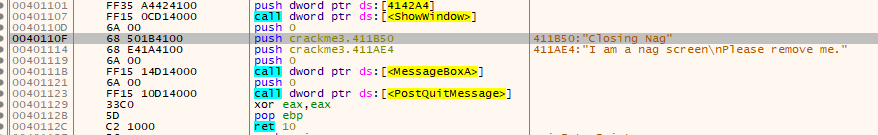 00401101 FF35 A4424100 push dword ptr ds:[4142A4]
00401107 FF15 0CD14000 call dword ptr ds:[<ShowWindow>]
0040110D 6A 00 push 0
0040110F 68 501B4100 push crackme3.411B50 411B50:"Closing Nag"
00401114 68 E41A4100 push crackme3.411AE4 411AE4:"I am a nag screen\nPlease remove me."
00401119 6A 00 push 0
0040111B FF15 14D14000 call dword ptr ds:[<MessageBoxA>]
00401121 6A 00 push 0
00401123 FF15 10D14000 call dword ptr ds:[<PostQuitMessage>]
00401129 33C0 xor eax,eax
0040112B 5D pop ebp
0040112C C2 1000 ret 10